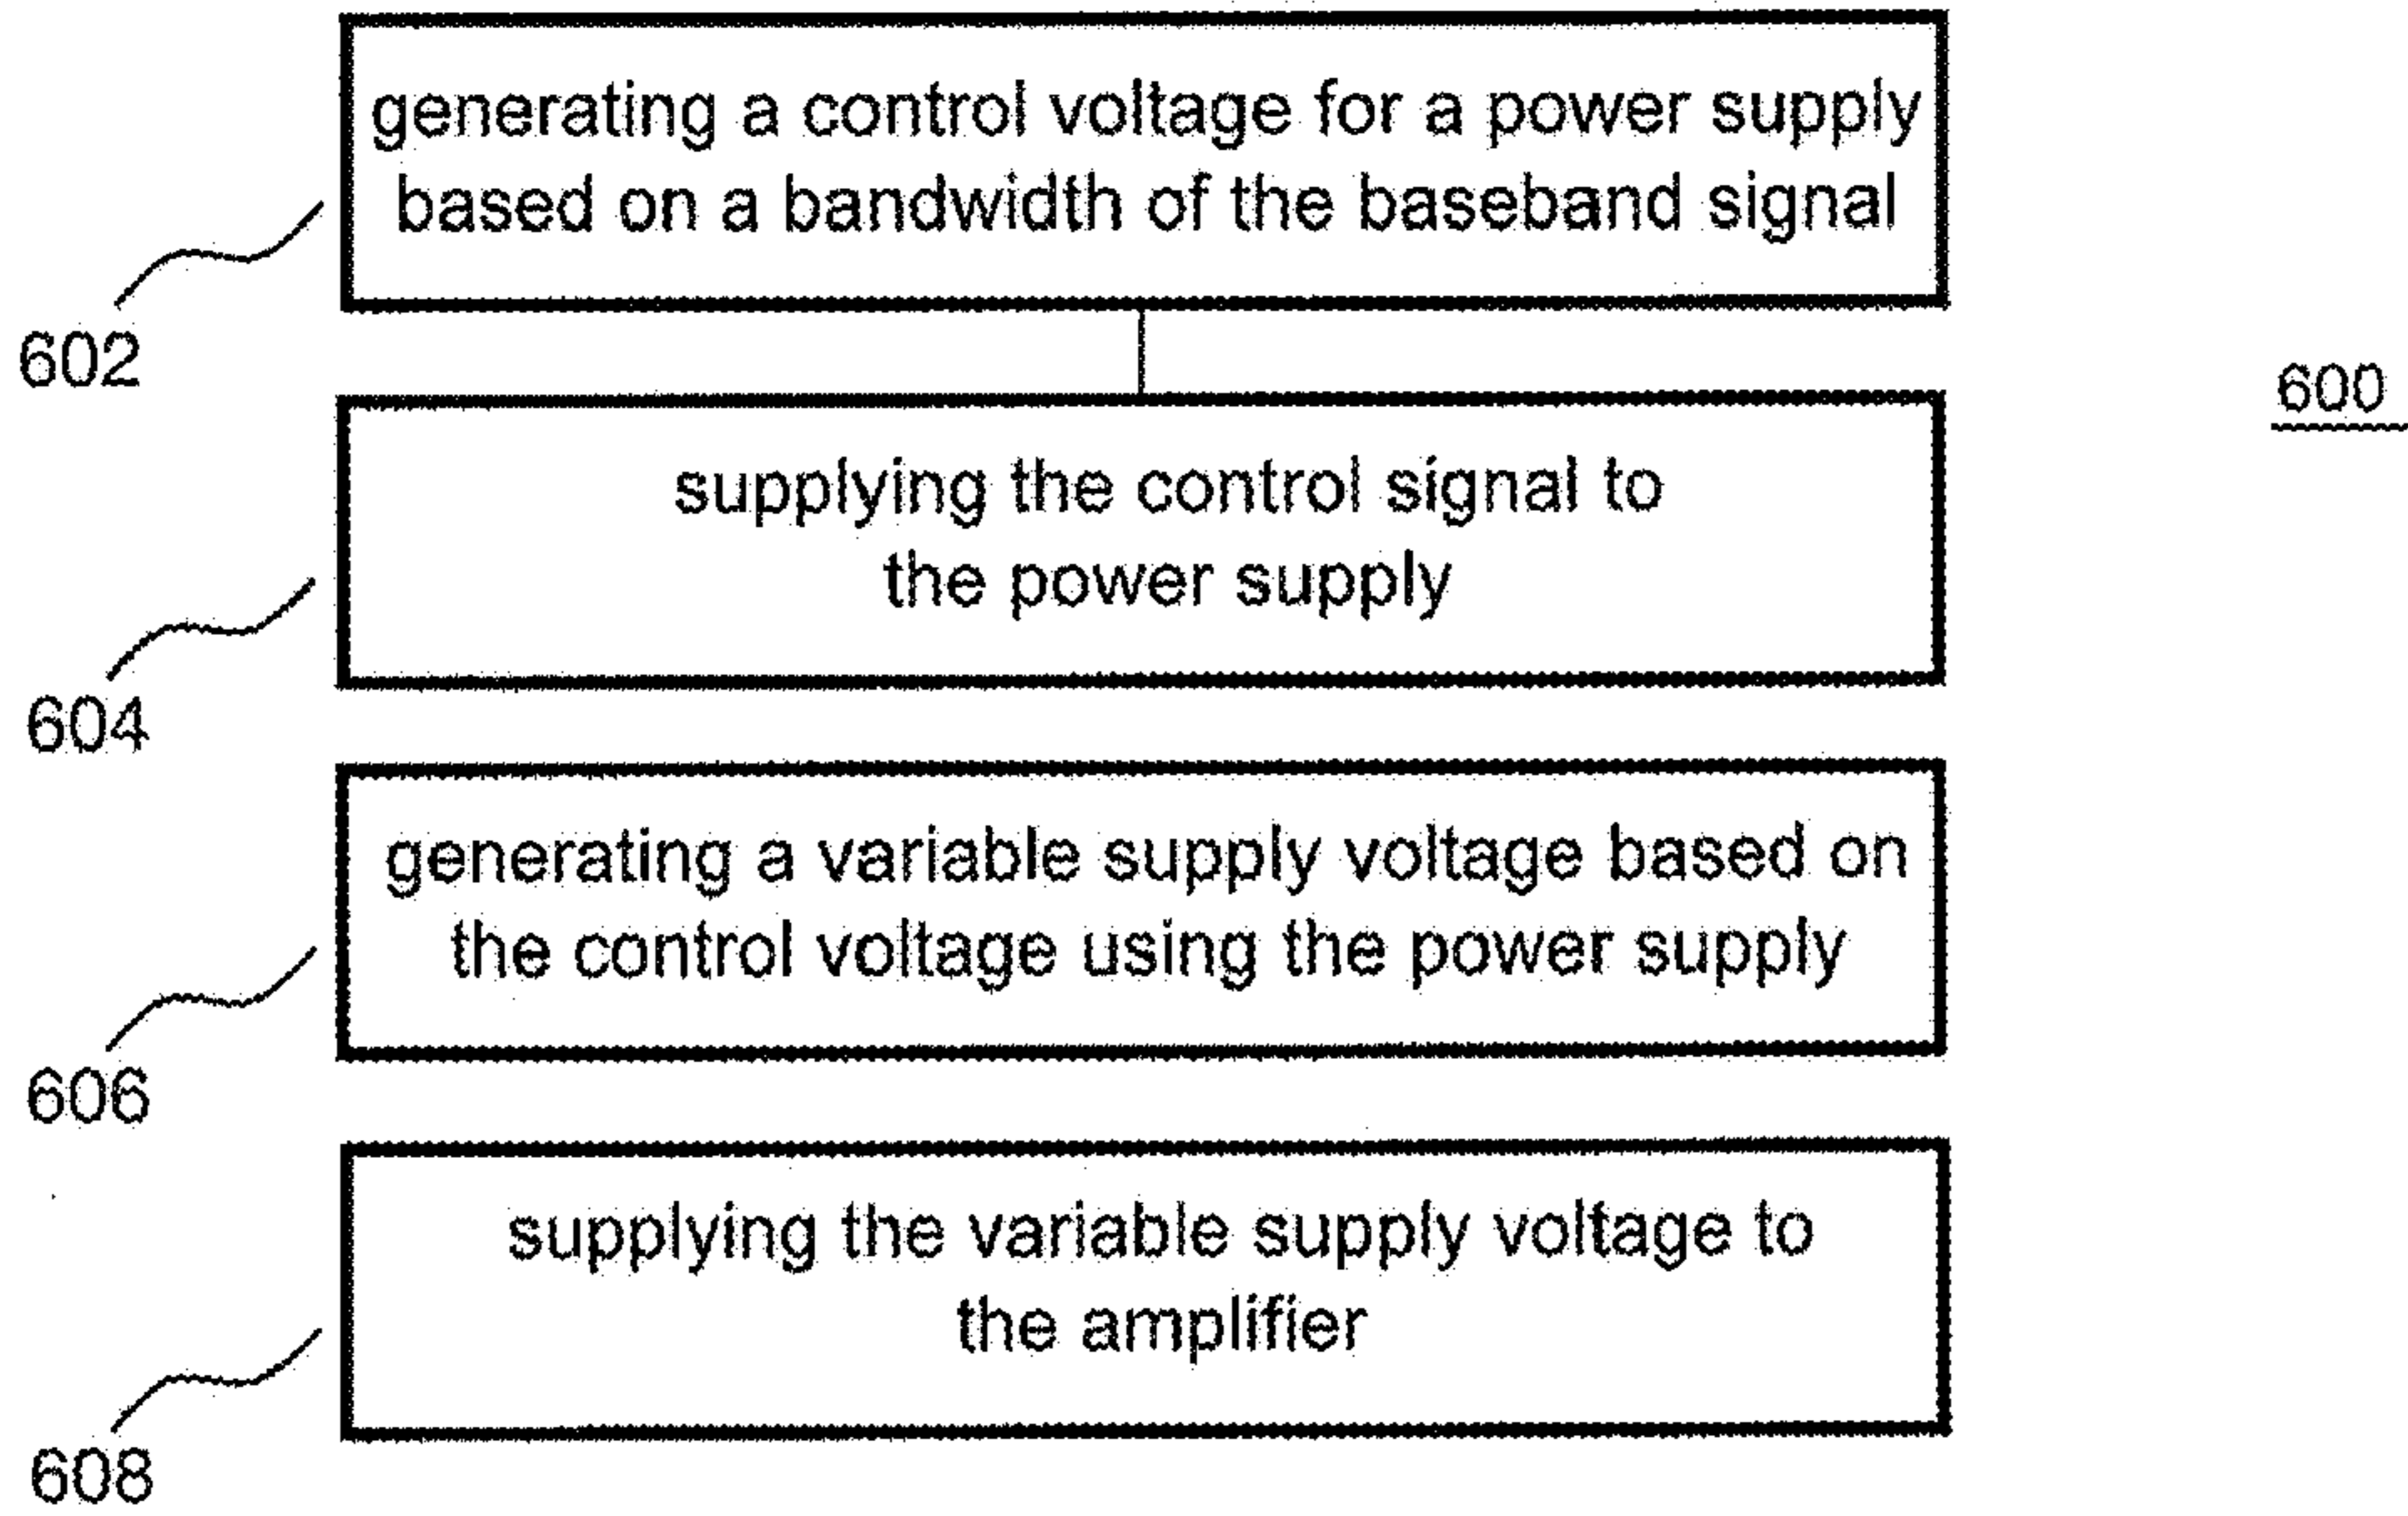 generating a control voltage for a power supply
based on a bandwidth of the baseband signal
602
600
supplying the control signal to
the power supply
604
generating a variable supply voltage based on
the control voltage using the power supply
606
supplying the variable supply voltage to
the amplifier
608